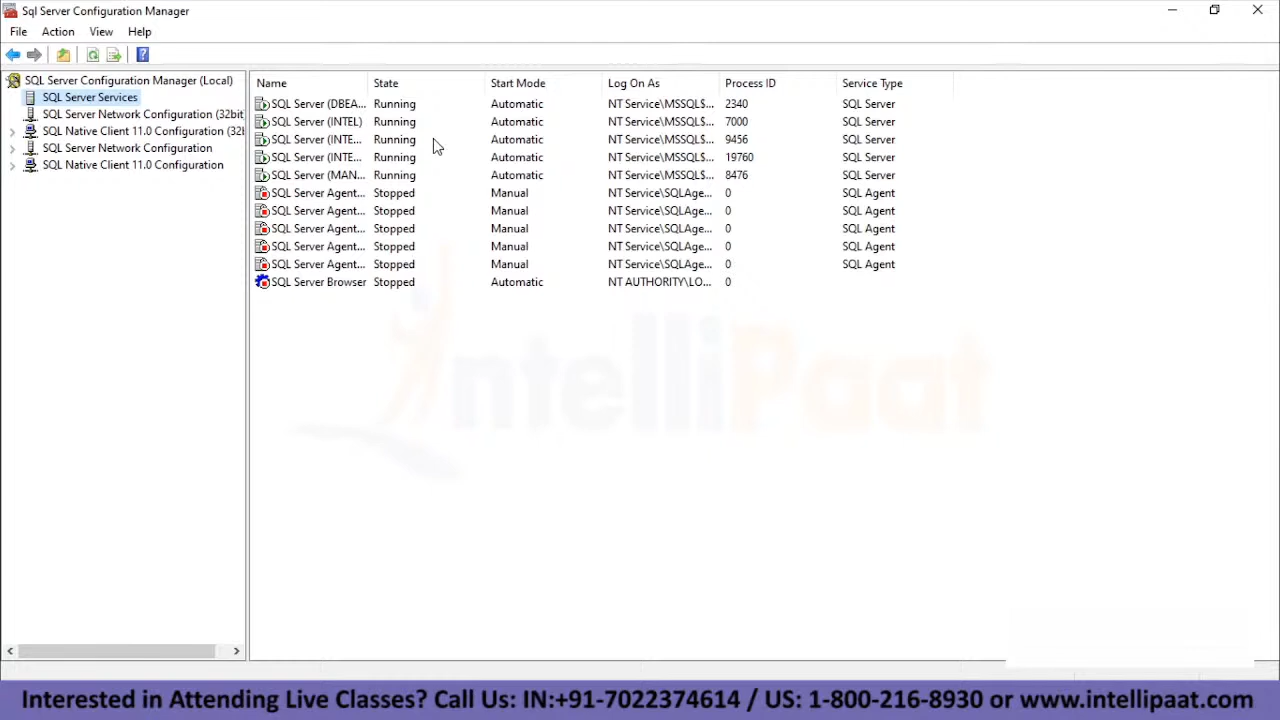 Sql Server Configuration Manager
File Action View Help
SQL Server Configuration Manager (Local)
SQL Server Services
SQL Server Network Configuration (32bit
SQL Native Client 11.0 Configuration (32b
SQL Server Network Configuration
SQL Native Client 11.0 Configuration
Name State Start Mode Log On As Process ID Service Type
SQL Server (DBEA... Running Automatic NT Service\MSSQL$... 2340 SQL Server
SQL Server (INTEL) Running Automatic NT Service\MSSQL$... 7000 SQL Server
SQL Server (INTE... Running Automatic NT Service\MSSQL$... 9456 SQL Server
SQL Server (INTE... Running Automatic NT Service\MSSQL$... 19760 SQL Server
SQL Server (MAN... Running Automatic NT Service\MSSQL$... 8476 SQL Server
SQL Server Agent... Stopped Manual NT Service\SQLAge... 0 SQL Agent
SQL Server Agent... Stopped Manual NT Service\SQLAge... 0 SQL Agent
SQL Server Agent... Stopped Manual NT Service\SQLAge... 0 SQL Agent
SQL Server Agent... Stopped Manual NT Service\SQLAge... 0 SQL Agent
SQL Server Agent... Stopped Manual NT Service\SQLAge... 0 SQL Agent
SQL Server Browser Stopped Automatic NT AUTHORITY\LO... 0
IntelliPaat
Interested in Attending Live Classes? Call Us: IN:+91-7022374614 / US: 1-800-216-8930 or www.intellipaat.com